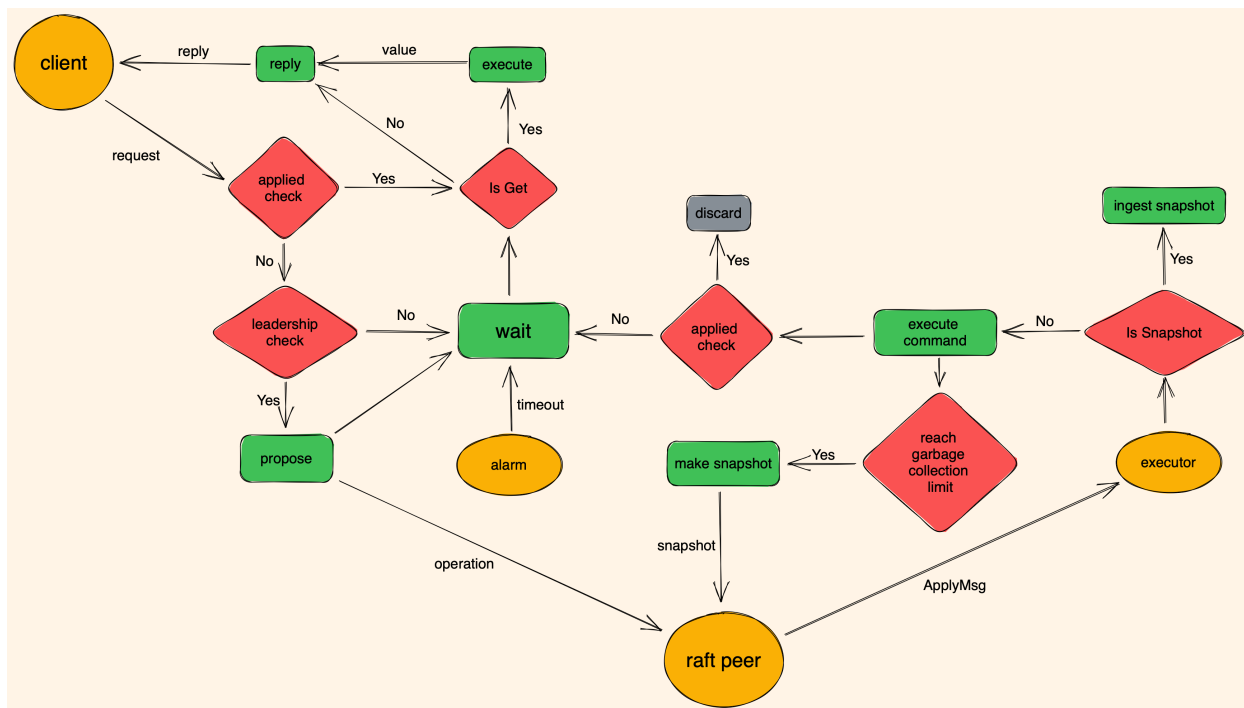 client
reply
reply
value
execute
request
No
Yes
applied
check
Yes
Is Get
discard
ingest snapshot
No
Yes
Yes
leadership
check
No
wait
No
applied
check
execute
command
No
Is Snapshot
Yes
timeout
propose
alarm
make snapshot
Yes
reach
garbage
collection
limit
executor
operation
snapshot
ApplyMsg
raft peer